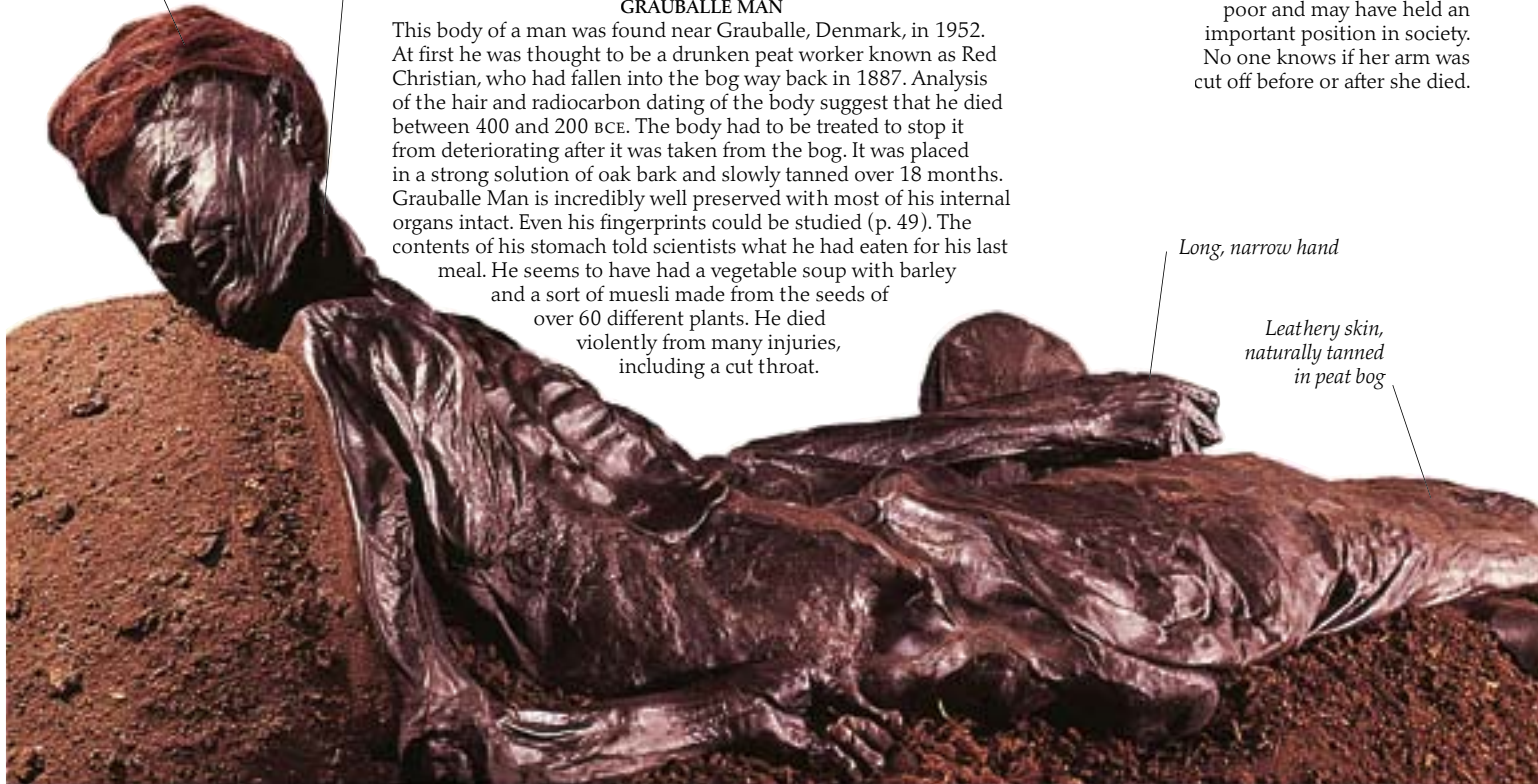 GRAUBALLE MAN
This body of a man was found near Grauballe, Denmark, in 1952.
At first he was thought to be a drunken peat worker known as Red
Christian, who had fallen into the bog way back in 1887. Analysis
of the hair and radiocarbon dating of the body suggest that he died
between 400 and 200 BCE. The body had to be treated to stop it
from deteriorating after it was taken from the bog. It was placed
in a strong solution of oak bark and slowly tanned over 18 months.
Grauballe Man is incredibly well preserved with most of his internal
organs intact. Even his fingerprints could be studied (p. 49). The
contents of his stomach told scientists what he had eaten for his last
meal. He seems to have had a vegetable soup with barley
and a sort of muesli made from the seeds of
over 60 different plants. He died
violently from many injuries,
including a cut throat.
poor and may have held an
important position in society.
No one knows if her arm was
cut off before or after she died.
Long, narrow hand
Leathery skin,
naturally tanned
in peat bog